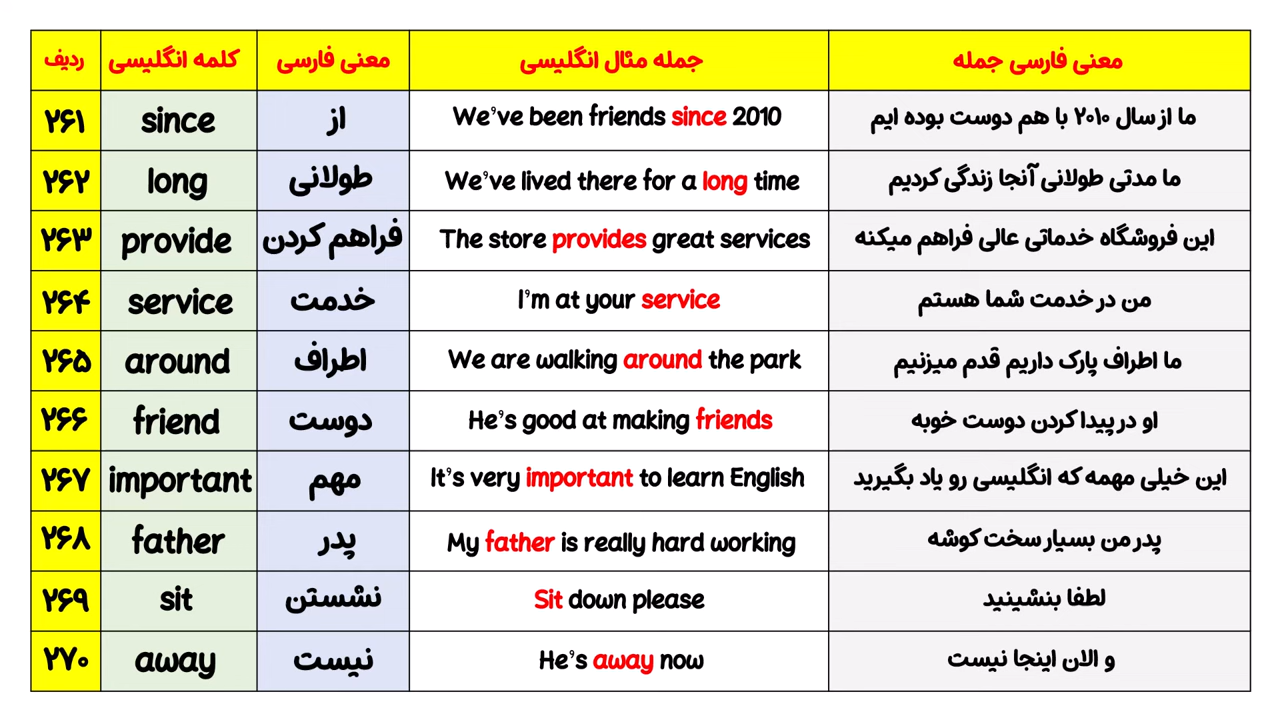 ردیف کلمه انگلیسی معنی فارسی جمله مثال انگلیسی معنی فارسی جمله
۲۶۱ since از We've been friends since 2010 ما از سال ۲۰۱۰ با هم دوست بوده ایم
۲۶۲ long طولانی We've lived there for a long time ما مدتی طولانی آنجا زندگی کردیم
۲۶۳ provide فراهم کردن The store provides great services این فروشگاه خدماتی عالی فراهم میکنه
۲۶۴ service خدمت I'm at your service من در خدمت شما هستم
۲۶۵ around اطراف We are walking around the park ما اطراف پارک داریم قدم میزنیم
۲۶۶ friend دوست He's good at making friends او در پیدا کردن دوست خوبه
۲۶۷ important مهم It's very important to learn English این خیلی مهمه که انگلیسی رو یاد بگیرید
۲۶۸ father پدر My father is really hard working پدر من بسیار سخت کوشه
۲۶۹ sit نشستن Sit down please لطفا بنشینید
۲۷۰ away نیست He's away now و الان اینجا نیست